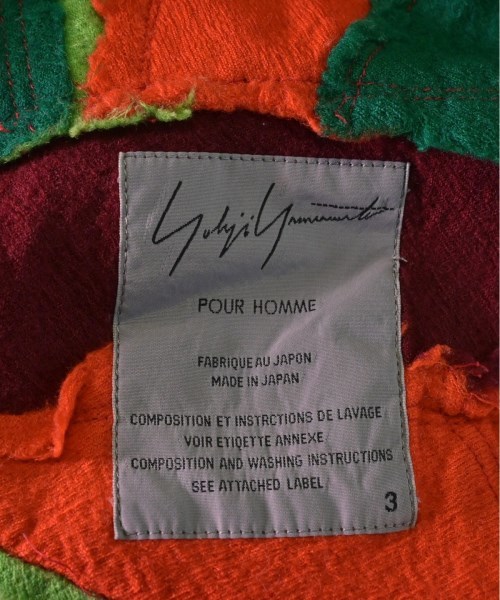 Yohji Yamamoto
POUR HOMME
FABRIQUE AU JAPON
MADE IN JAPAN
COMPOSITION ET INSTRCTIONS DE LAVAGE
VOIR ETIQETTE ANNEXE
COMPOSITION AND WASHING INSTRUCTIONS
SEE ATTACHED LABEL
3